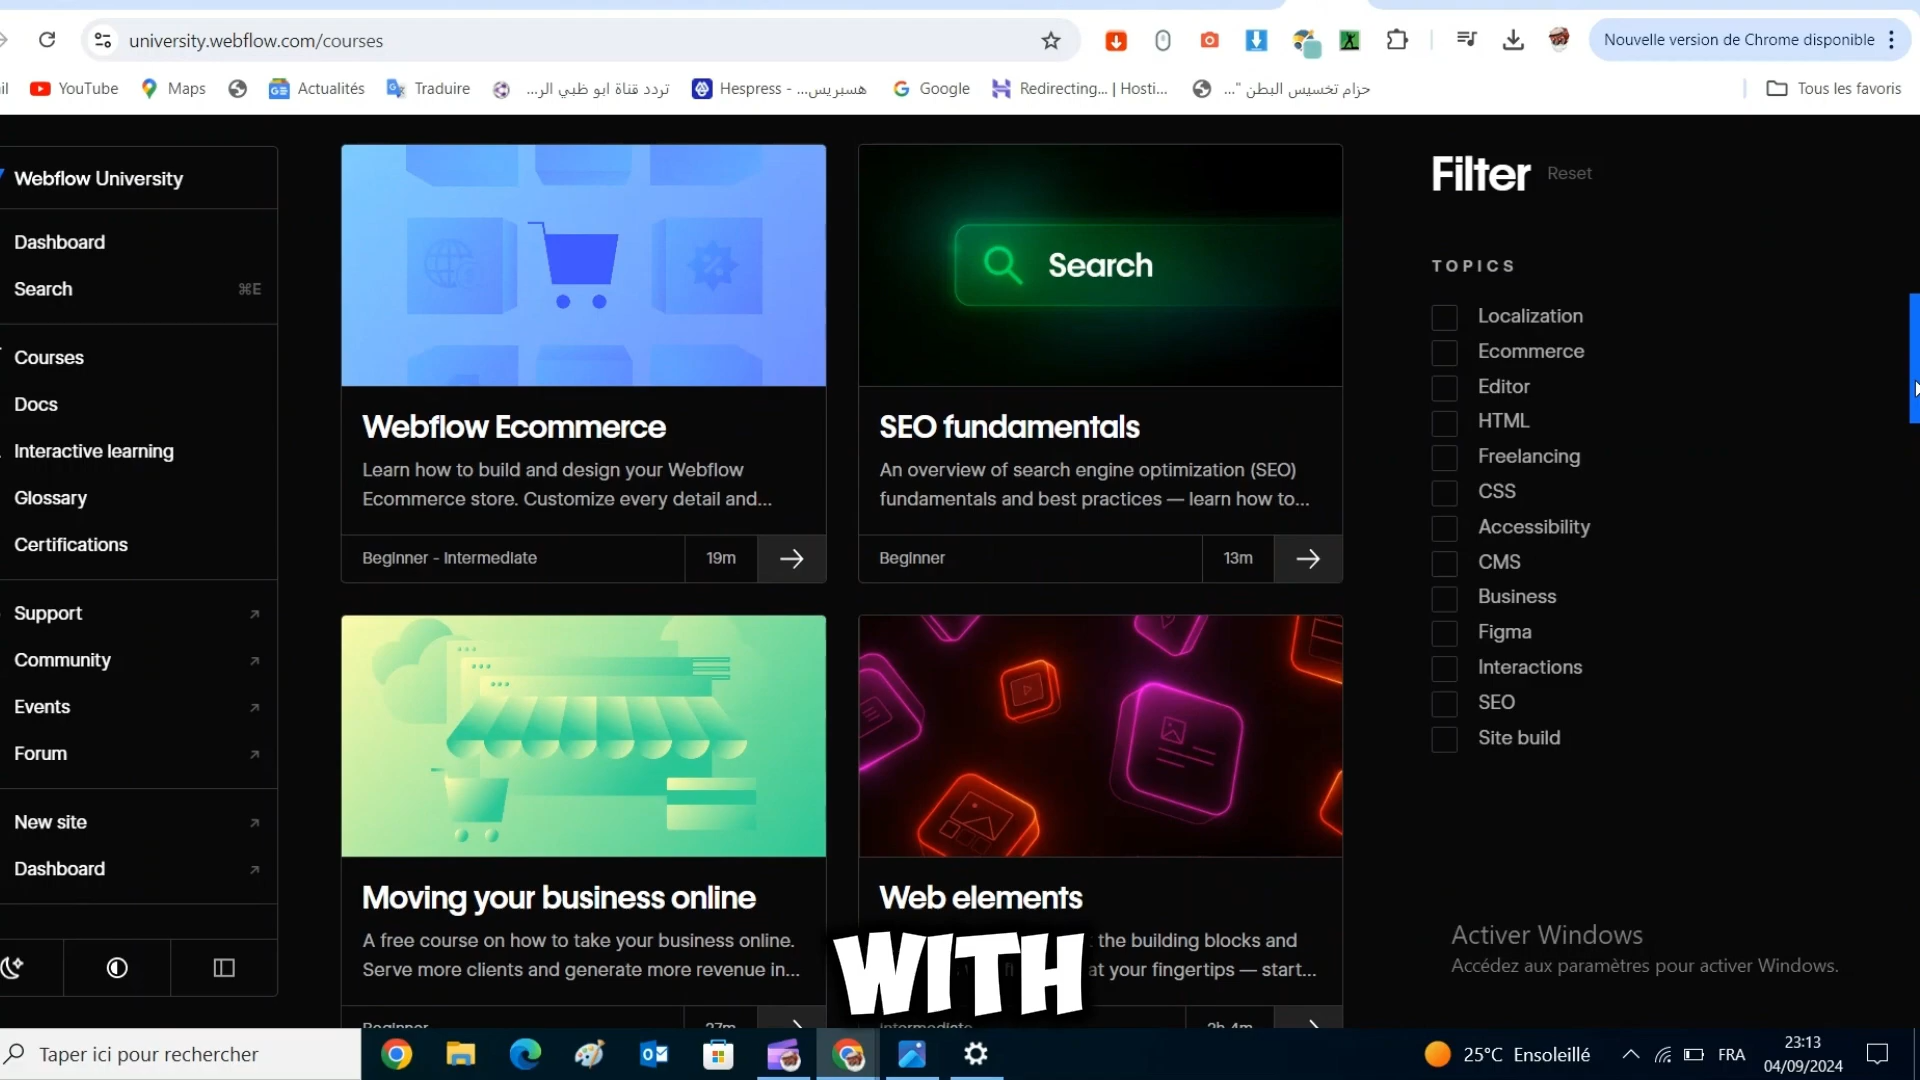 university.webflow.com/courses
Nouvelle version de Chrome disponible
YouTube
Maps
Actualités
Traduire
تردد قناة ابو ظبي الر...
Hespress - هسبريس...
Google
Redirecting... | Hosti...
حزام تخسيس البطن "...
Tous les favoris
Webflow University
Dashboard
Search ⌘E
Courses
Docs
Interactive learning
Glossary
Certifications
Support
Community
Events
Forum
New site
Dashboard
Webflow Ecommerce
Learn how to build and design your Webflow
Ecommerce store. Customize every detail and...
Beginner - Intermediate 19m
Search
SEO fundamentals
An overview of search engine optimization (SEO)
fundamentals and best practices — learn how to...
Beginner 13m
Moving your business online
A free course on how to take your business online.
Serve more clients and generate more revenue in...
Beginner 27m
Web elements
the building blocks and
at your fingertips — start...
Intermediate 2h 4m
WITH
Filter Reset
TOPICS
Localization
Ecommerce
Editor
HTML
Freelancing
CSS
Accessibility
CMS
Business
Figma
Interactions
SEO
Site build
Activer Windows
Accédez aux paramètres pour activer Windows.
Taper ici pour rechercher
25°C Ensoleillé
FRA
23:13
04/09/2024